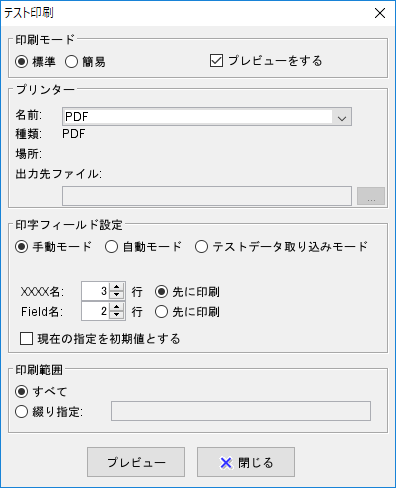 テスト印刷
印刷モード
標準 簡易 プレビューをする
プリンター
名前: PDF
種類: PDF
場所:
出力先ファイル:
...
印字フィールド設定
手動モード 自動モード テストデータ取り込みモード
XXXX名: 3 行 先に印刷
Field名: 2 行 先に印刷
現在の指定を初期値とする
印刷範囲
すべて
綴り指定:
プレビュー 閉じる